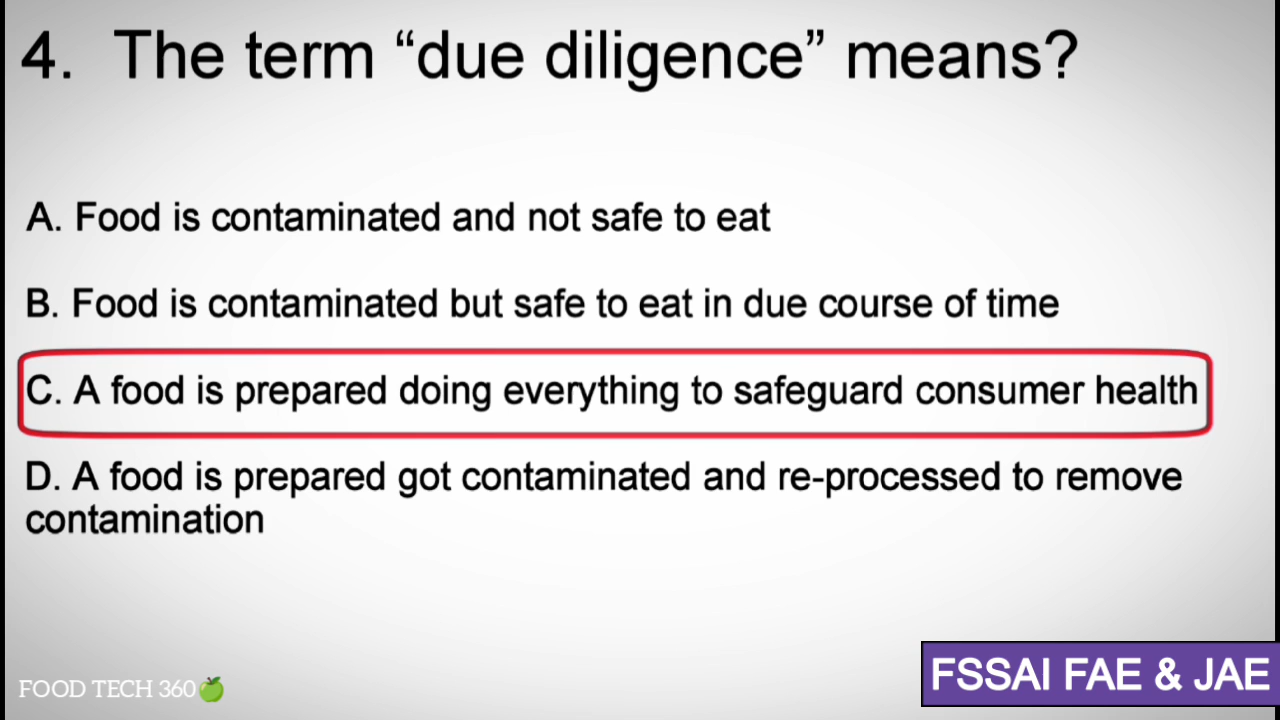 4. The term “due diligence” means?
A. Food is contaminated and not safe to eat
B. Food is contaminated but safe to eat in due course of time
C. A food is prepared doing everything to safeguard consumer health
D. A food is prepared got contaminated and re-processed to remove
contamination
FOOD TECH 360
FSSAI FAE & JAE